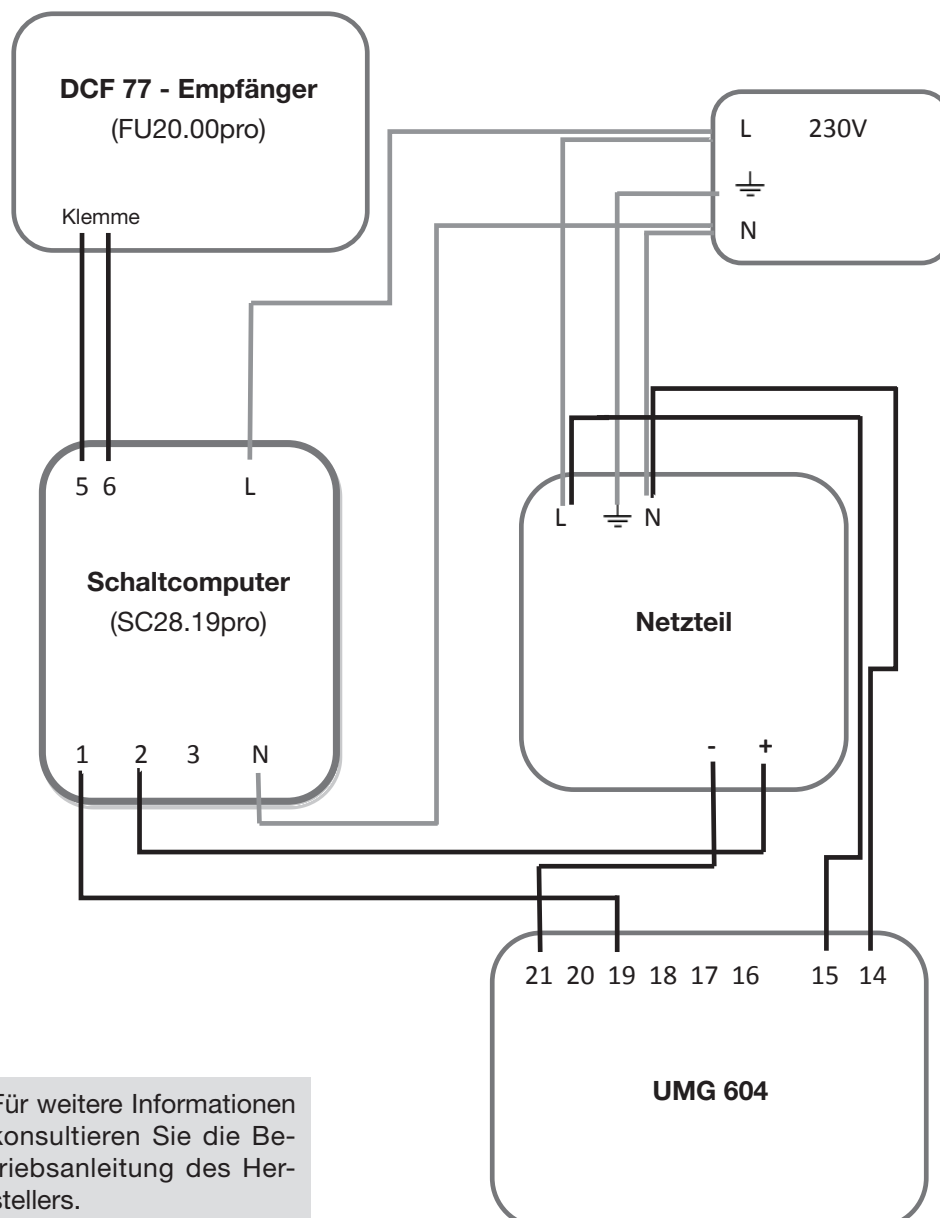 DCF 77 - Empfänger
(FU20.00pro)
Klemme
L 230V
N
5 6 L
Schaltcomputer
(SC28.19pro)
1 2 3 N
L N
Netzteil
- +
21 20 19 18 17 16 15 14
UMG 604
Für weitere Informationen
konsultieren Sie die Be-
triebsanleitung des Her-
stellers.